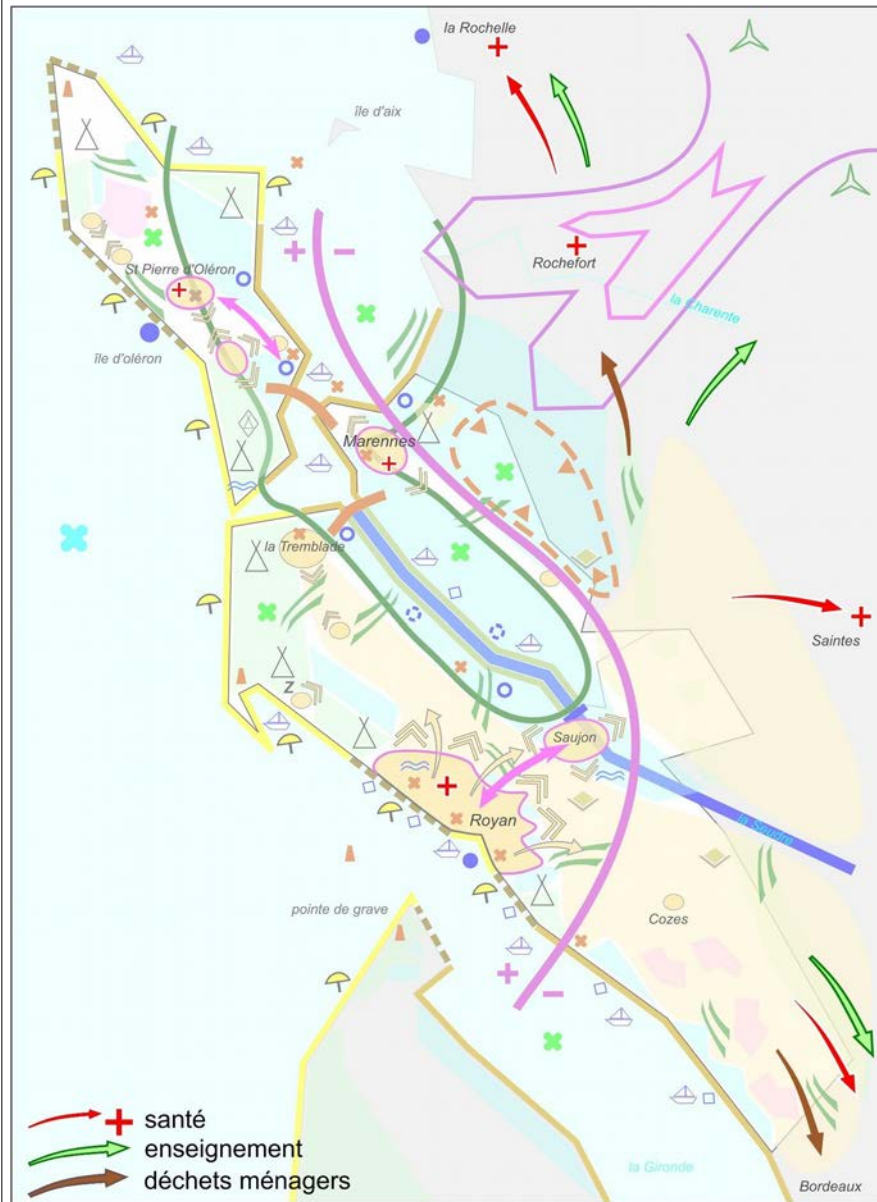 la Rochelle
île d'aix
Rochefort
St Pierre d'Oléron
la Charente
île d'oléron
Marennes
la Tremblade
Saintes
Z
Saujon
Royan
la Seudre
pointe de grave
Cozes
santé
enseignement
déchets ménagers
la Gironde
Bordeaux